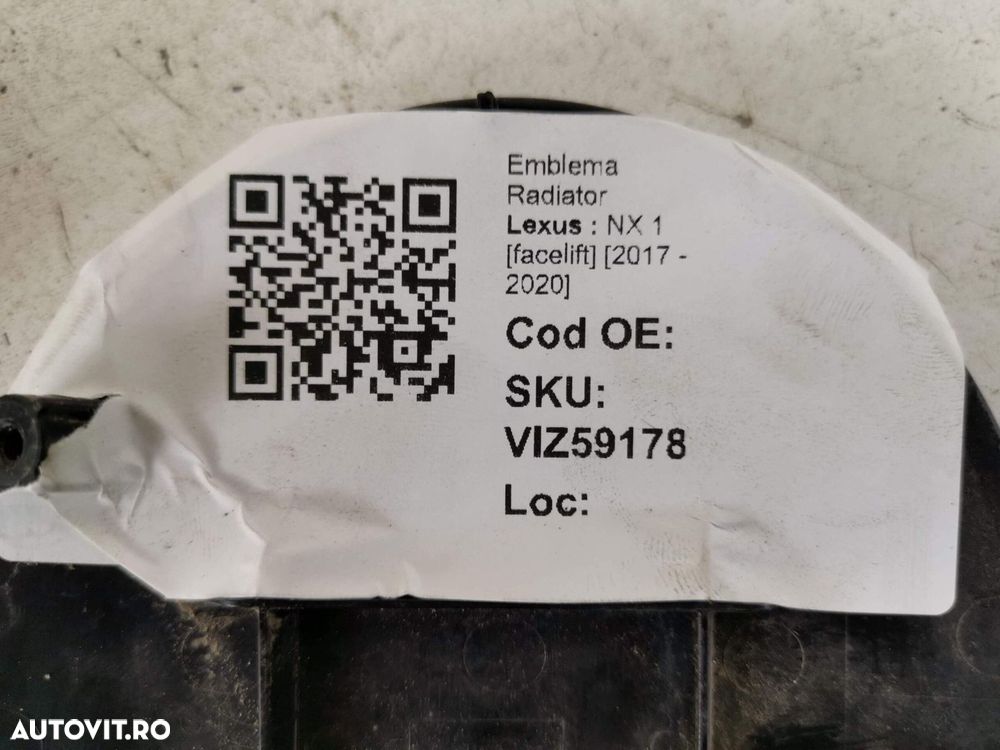 Emblema
Radiator
Lexus : NX 1
[facelift] [2017 -
2020]
Cod OE:
SKU:
VIZ59178
Loc:
AUTOVIT.RO